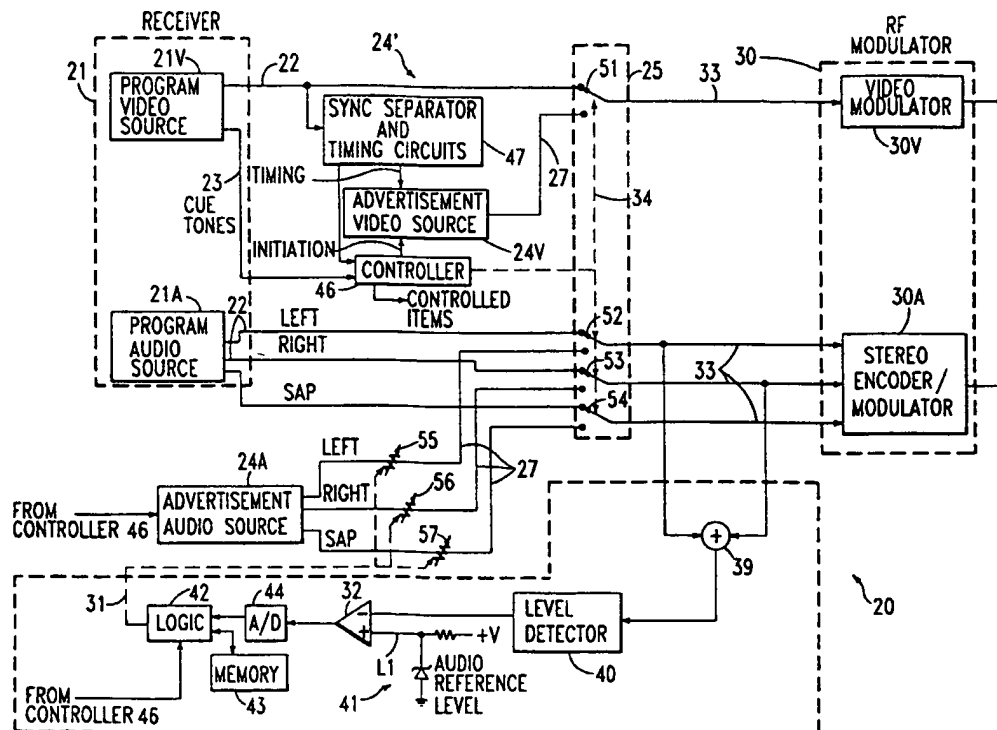 RECEIVER
21V
21
PROGRAM
VIDEO
SOURCE
22
24'
SYNC SEPARATOR
AND
TIMING CIRCUITS
47
TIMING
23
CUE
TONES
ADVERTISEMENT
VIDEO SOURCE
24V
INITIATION
CONTROLLER
46
CONTROLLED
ITEMS
27
51
25
34
33
RF
MODULATOR
30
VIDEO
MODULATOR
30V
21A
22
PROGRAM
AUDIO
SOURCE
LEFT
RIGHT
SAP
52
53
54
33
30A
STEREO
ENCODER/
MODULATOR
24A
FROM
CONTROLLER 46
ADVERTISEMENT
AUDIO SOURCE
LEFT
RIGHT
SAP
55
56
57
27
39
20
31
42
LOGIC
44
A/D
32
-
+
L1
+V
LEVEL
DETECTOR
40
MEMORY
43
41
AUDIO
REFERENCE
LEVEL
FROM
CONTROLLER 46